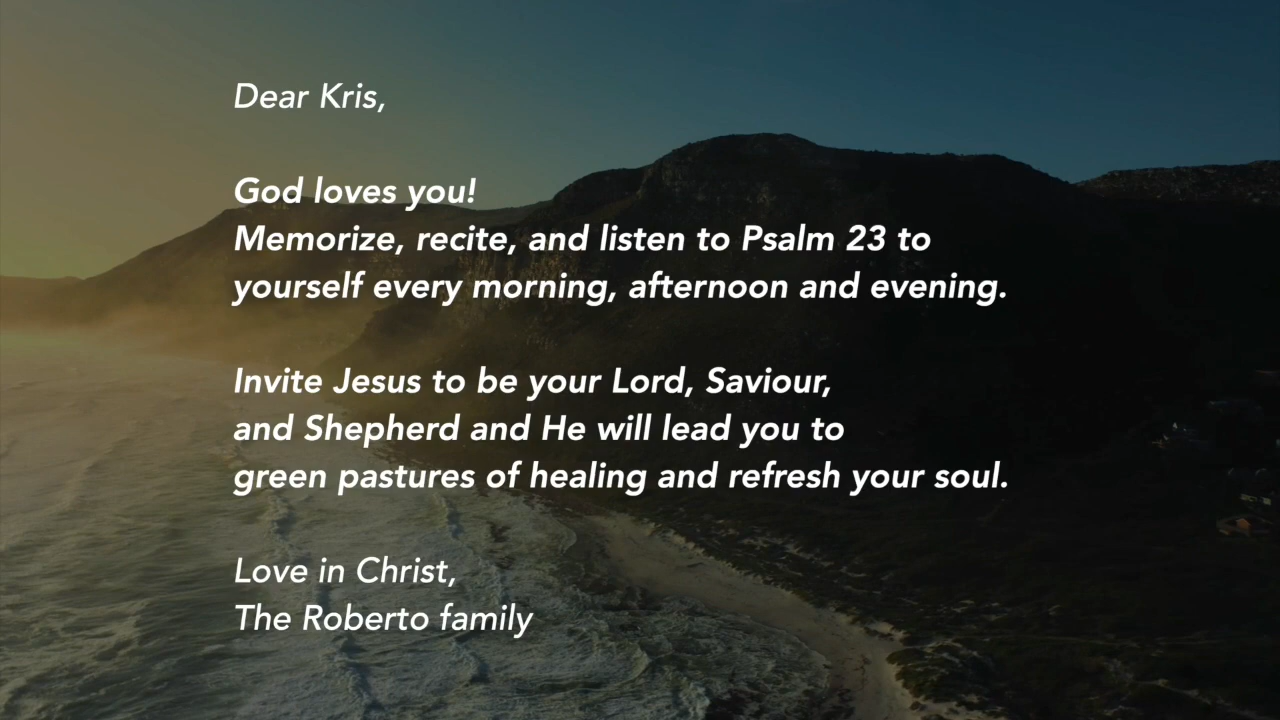 Dear Kris,
God loves you!
Memorize, recite, and listen to Psalm 23 to
yourself every morning, afternoon and evening.
Invite Jesus to be your Lord, Saviour,
and Shepherd and He will lead you to
green pastures of healing and refresh your soul.
Love in Christ,
The Roberto family